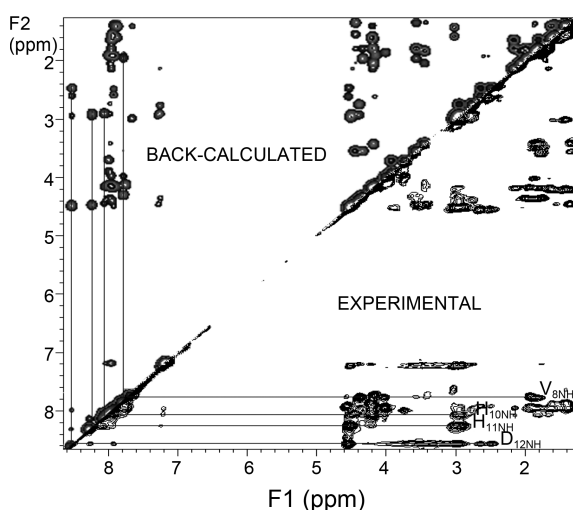 F2
(ppm)
2
3
BACK-CALCULATED
4
5
EXPERIMENTAL
6
7
V8NH
8
H10NH
H11NH
D12NH
8 7 6 5 4 3 2
F1 (ppm)